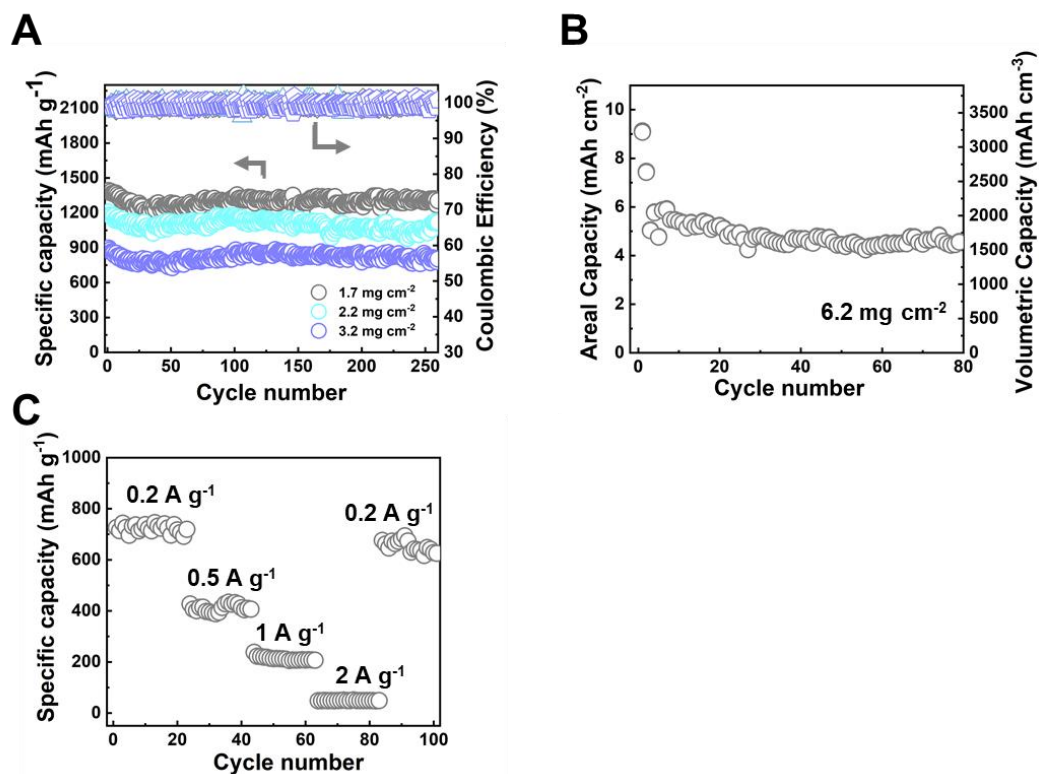 A
Specific capacity (mAh g-1)
2100
1800
1500
1200
900
600
300
0
100
90
80
70
60
50
40
30
Coulombic Efficiency (%)
1.7 mg cm-2
2.2 mg cm-2
3.2 mg cm-2
0 50 100 150 200 250
Cycle number
B
Areal Capacity (mAh cm-2)
10
8
6
4
2
0
3500
3000
2500
2000
1500
1000
500
0
Volumetric Capacity (mAh cm-3)
6.2 mg cm-2
0 20 40 60 80
Cycle number
C
Specific capacity (mAh g-1)
1000
800
600
400
200
0
0.2 A g-1
0.5 A g-1
1 A g-1
2 A g-1
0.2 A g-1
0 20 40 60 80 100
Cycle number